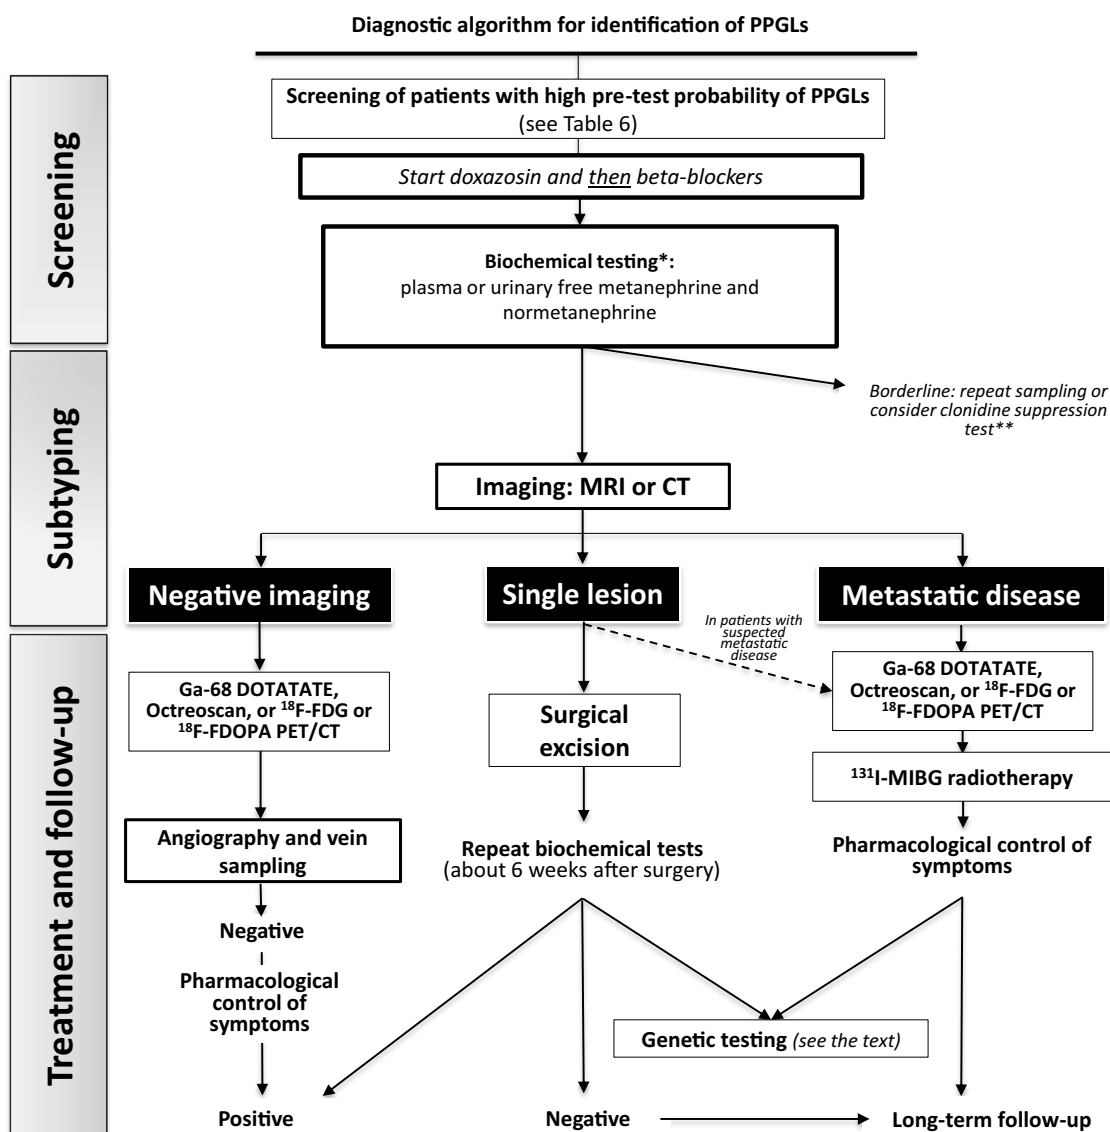 Diagnostic algorithm for identification of PPGLs
Screening
Screening of patients with high pre-test probability of PPGLs
(see Table 6)
Start doxazosin and then beta-blockers
Biochemical testing*:
plasma or urinary free metanephrine and
normetanephrine
Subtyping
Borderline: repeat sampling or
consider clonidine suppression
test**
Imaging: MRI or CT
Negative imaging
Single lesion
Metastatic disease
Treatment and follow-up
In patients with
suspected
metastatic
disease
Ga-68 DOTATATE,
Octreoscan, or ¹⁸F-FDG or
¹⁸F-FDOPA PET/CT
Surgical
excision
Ga-68 DOTATATE,
Octreoscan, or ¹⁸F-FDG or
¹⁸F-FDOPA PET/CT
¹³¹I-MIBG radiotherapy
Angiography and vein
sampling
Repeat biochemical tests
(about 6 weeks after surgery)
Pharmacological control of
symptoms
Negative
Pharmacological
control of
symptoms
Genetic testing (see the text)
Positive
Negative
Long-term follow-up